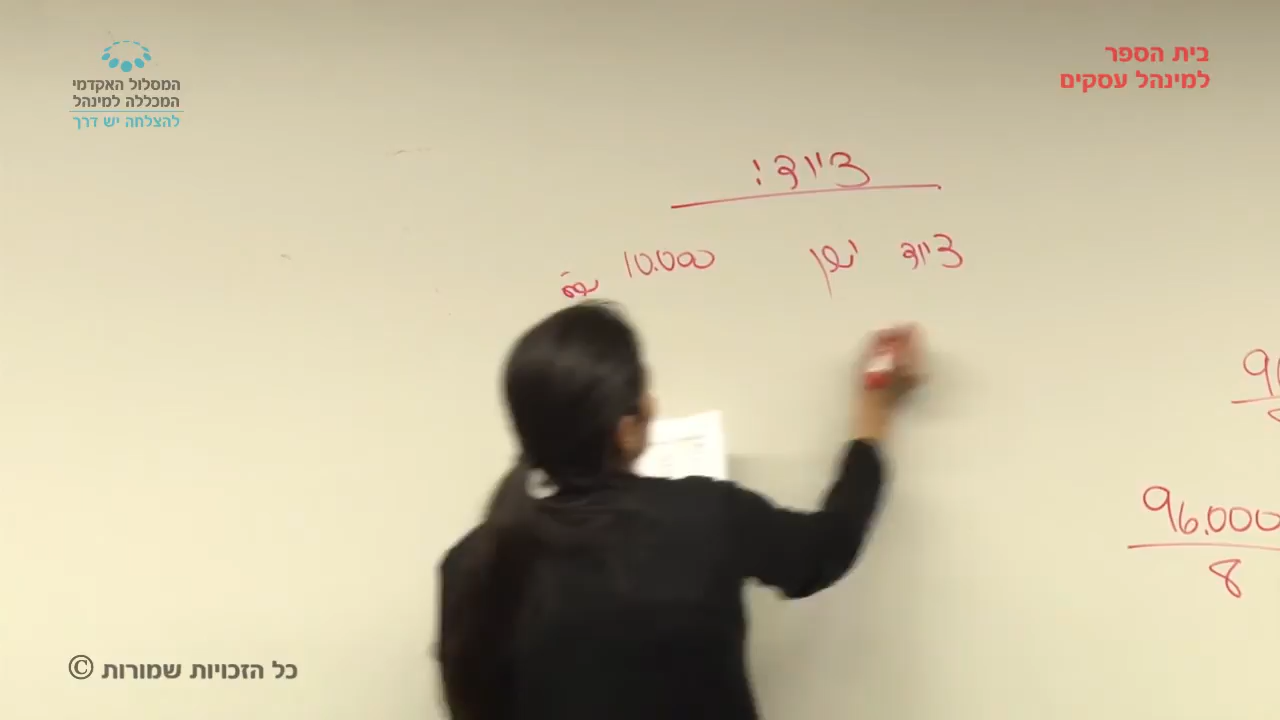 בית הספר
למינהל עסקים
המסלול האקדמי
המכללה למינהל
להצלחה יש דרך
ציוד:
ציוד ישן 10.000
96.000
8
כל הזכויות שמורות ©